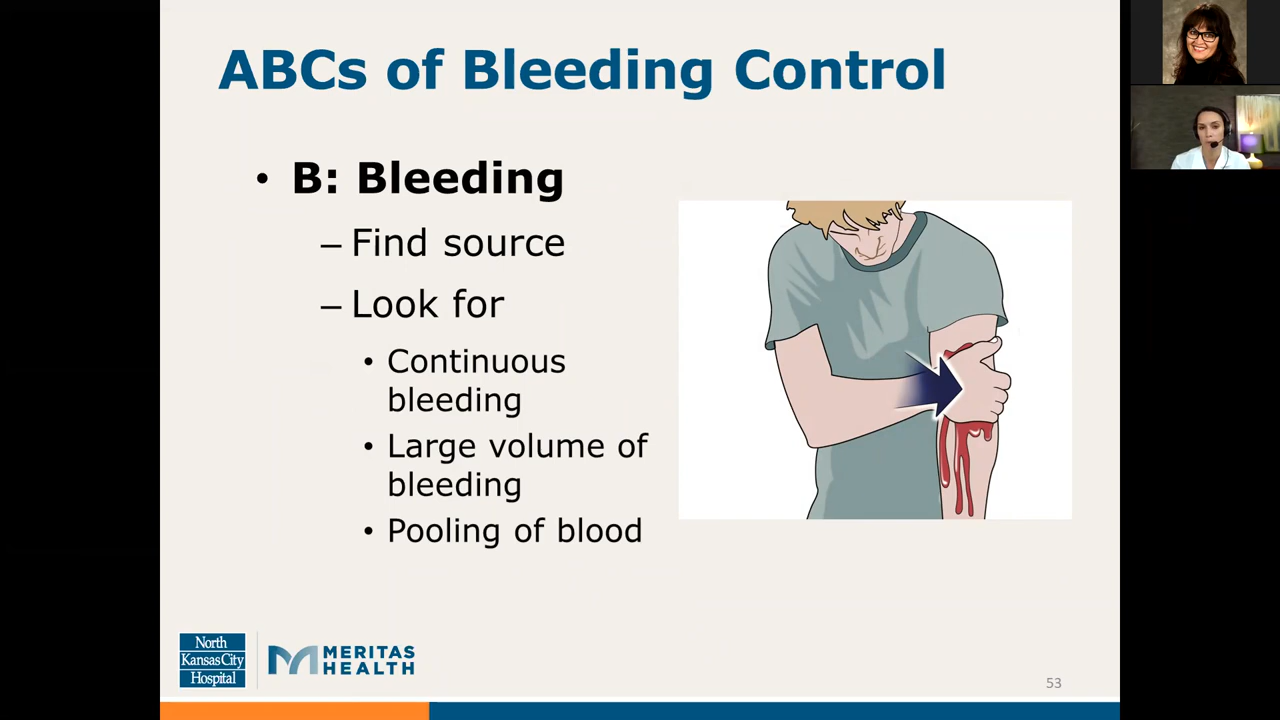 ABCs of Bleeding Control
• B: Bleeding
– Find source
– Look for
• Continuous
bleeding
• Large volume of
bleeding
• Pooling of blood
North
Kansas City
Hospital
MERITAS
HEALTH
53